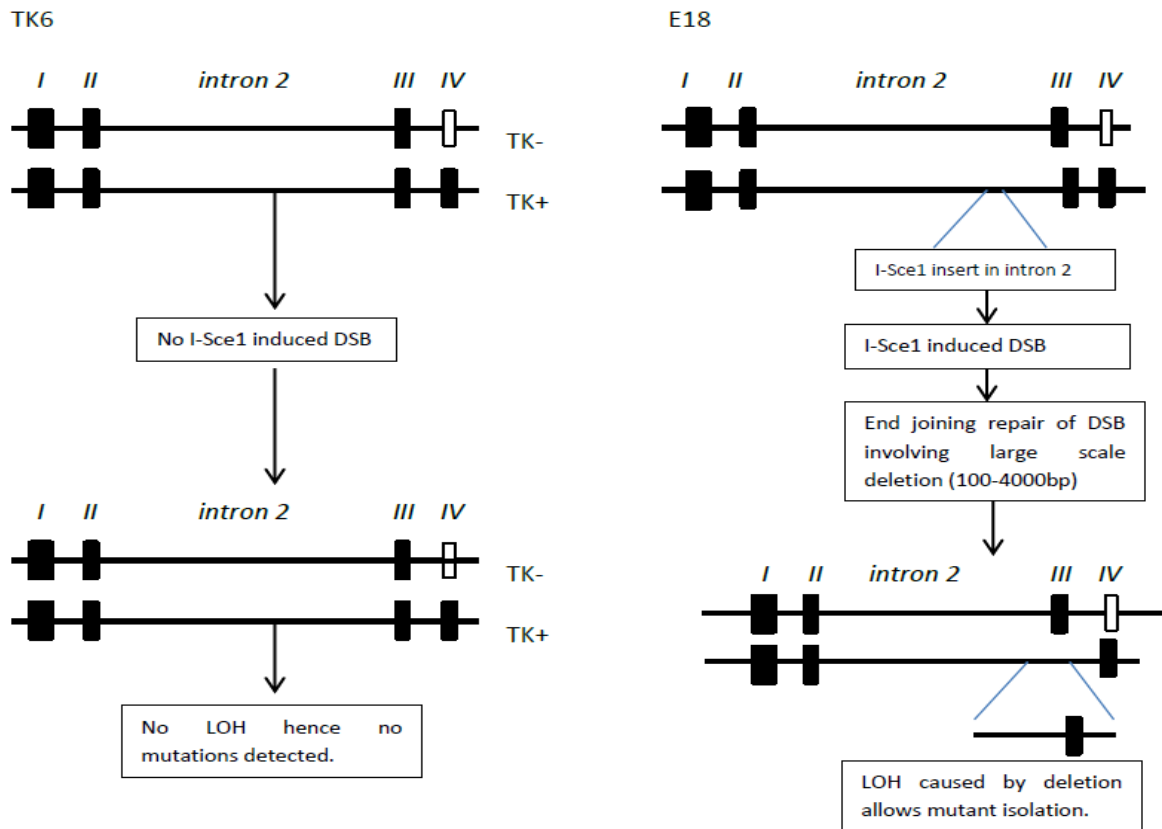 TK6
I II intron 2 III IV
TK-
TK+
No I-Sce1 induced DSB
I II intron 2 III IV
TK-
TK+
No LOH hence no
mutations detected.
E18
I II intron 2 III IV
I-Sce1 insert in intron 2
I-Sce1 induced DSB
End joining repair of DSB
involving large scale
deletion (100-4000bp)
I II intron 2 III IV
LOH caused by deletion
allows mutant isolation.